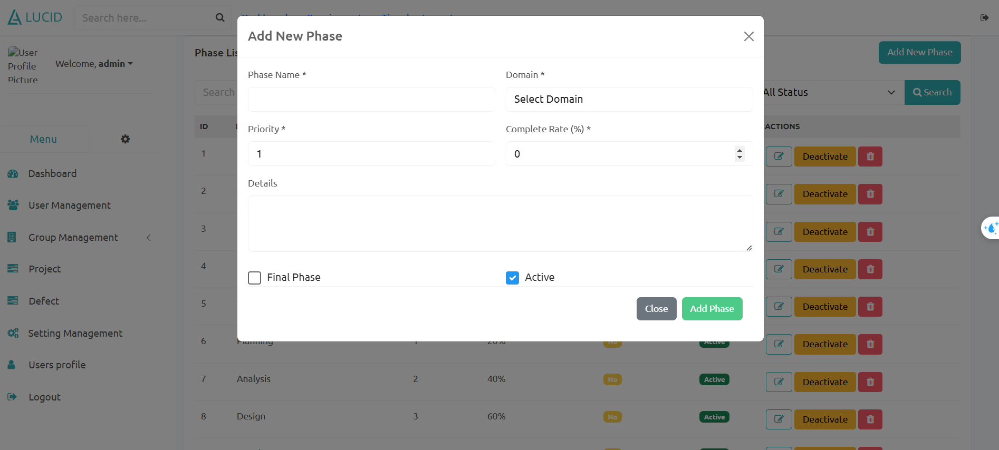 LUCID
Search here...
User
Profile
Picture
Welcome, admin
Menu
Dashboard
User Management
Group Management
Project
Defect
Setting Management
Users profile
Logout
Phase Lis
Add New Phase
Search
All Status
Search
ID
ACTIONS
1
Deactivate
2
Deactivate
3
Deactivate
4
Deactivate
5
Deactivate
6 Planning 1 20% No Active
Deactivate
7 Analysis 2 40% No Active
Deactivate
8 Design 3 60% No Active
Deactivate
Add New Phase
Phase Name *
Domain *
Select Domain
Priority *
Complete Rate (%) *
1
0
Details
Final Phase
Active
Close
Add Phase